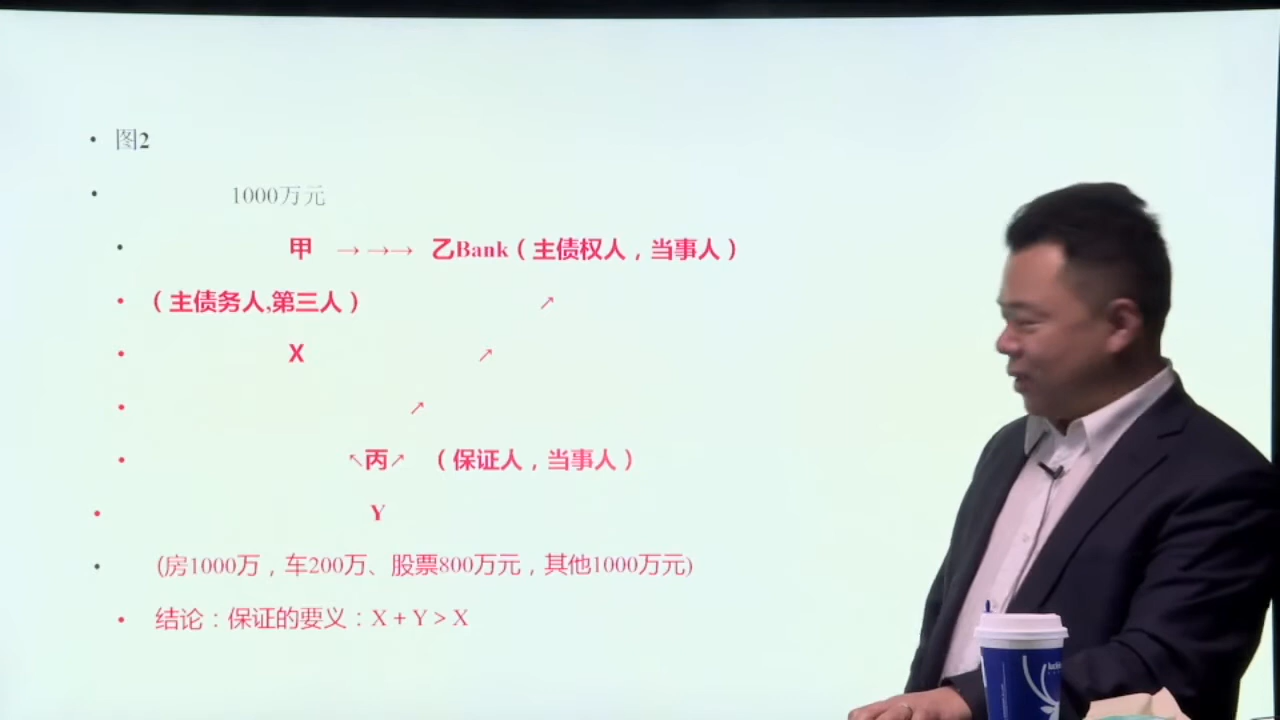 图2
1000万元
甲 → →→ 乙Bank（主债权人，当事人）
（主债务人,第三人） ↗
X ↗
↗
↖丙↗ （保证人，当事人）
Y
(房1000万，车200万、股票800万元，其他1000万元)
结论：保证的要义：X + Y > X
luckin